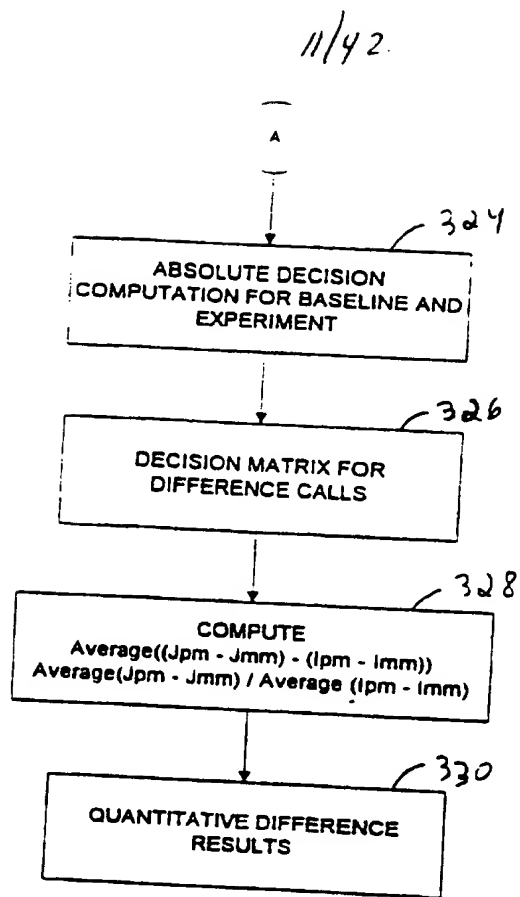 11/42
A
324
ABSOLUTE DECISION
COMPUTATION FOR BASELINE AND
EXPERIMENT
326
DECISION MATRIX FOR
DIFFERENCE CALLS
328
COMPUTE
Average((Jpm - Jmm) - (Ipm - Imm))
Average(Jpm - Jmm) / Average (Ipm - Imm)
330
QUANTITATIVE DIFFERENCE
RESULTS